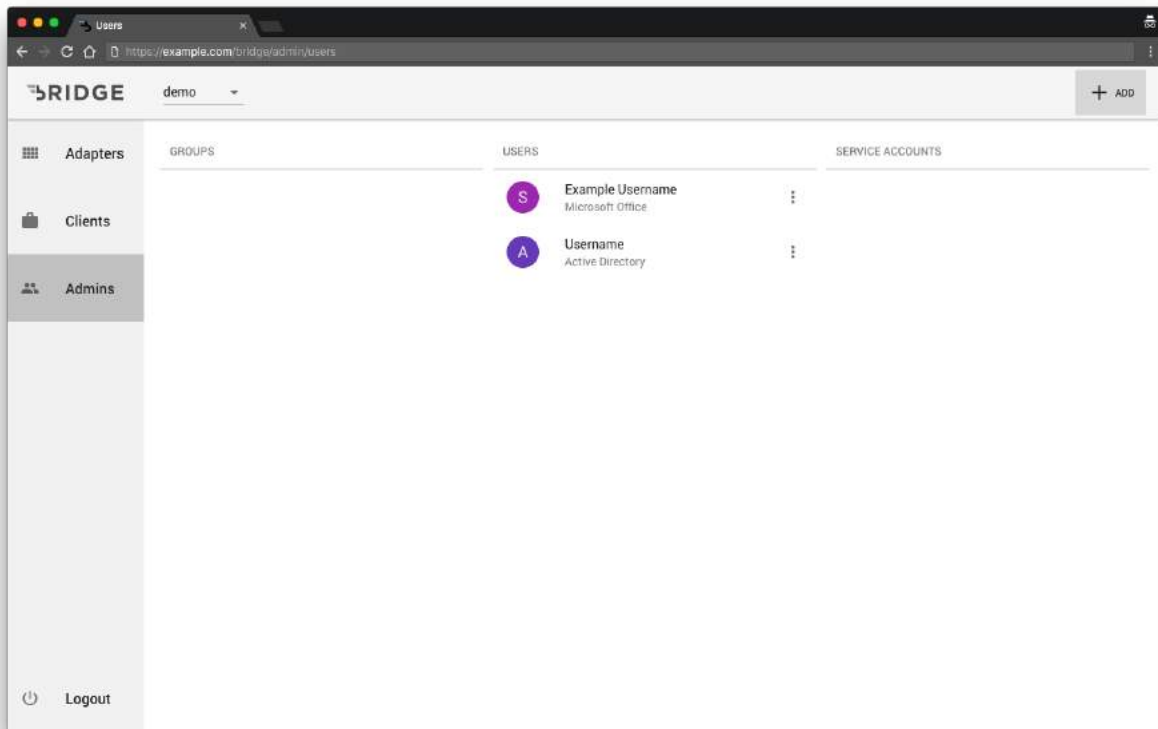 Users
https://example.com/bridge/admin/users
BRIDGE
demo
ADD
Adapters
Clients
Admins
Logout
GROUPS
USERS
SERVICE ACCOUNTS
S
Example Username
Microsoft Office
A
Username
Active Directory